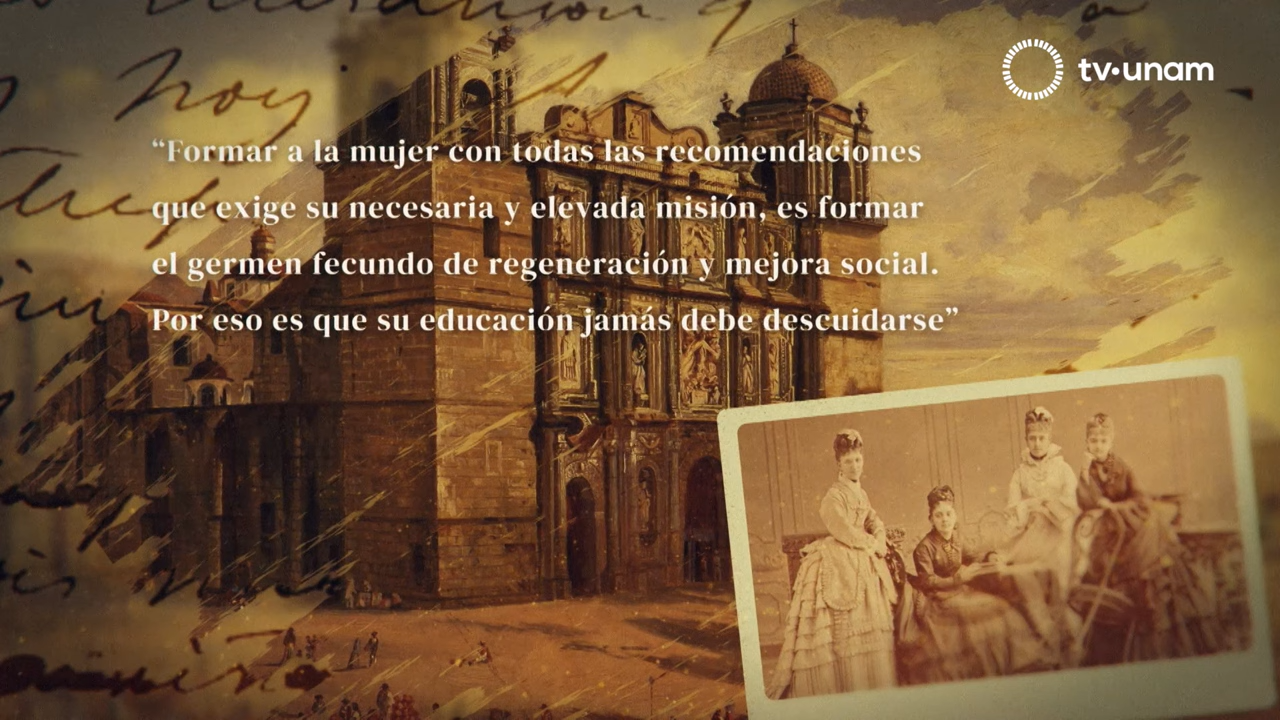 tv·unam
hoy
“Formar a la mujer con todas las recomendaciones
que exige su necesaria y elevada misión, es formar
el germen fecundo de regeneración y mejora social.
Por eso es que su educación jamás debe descuidarse”